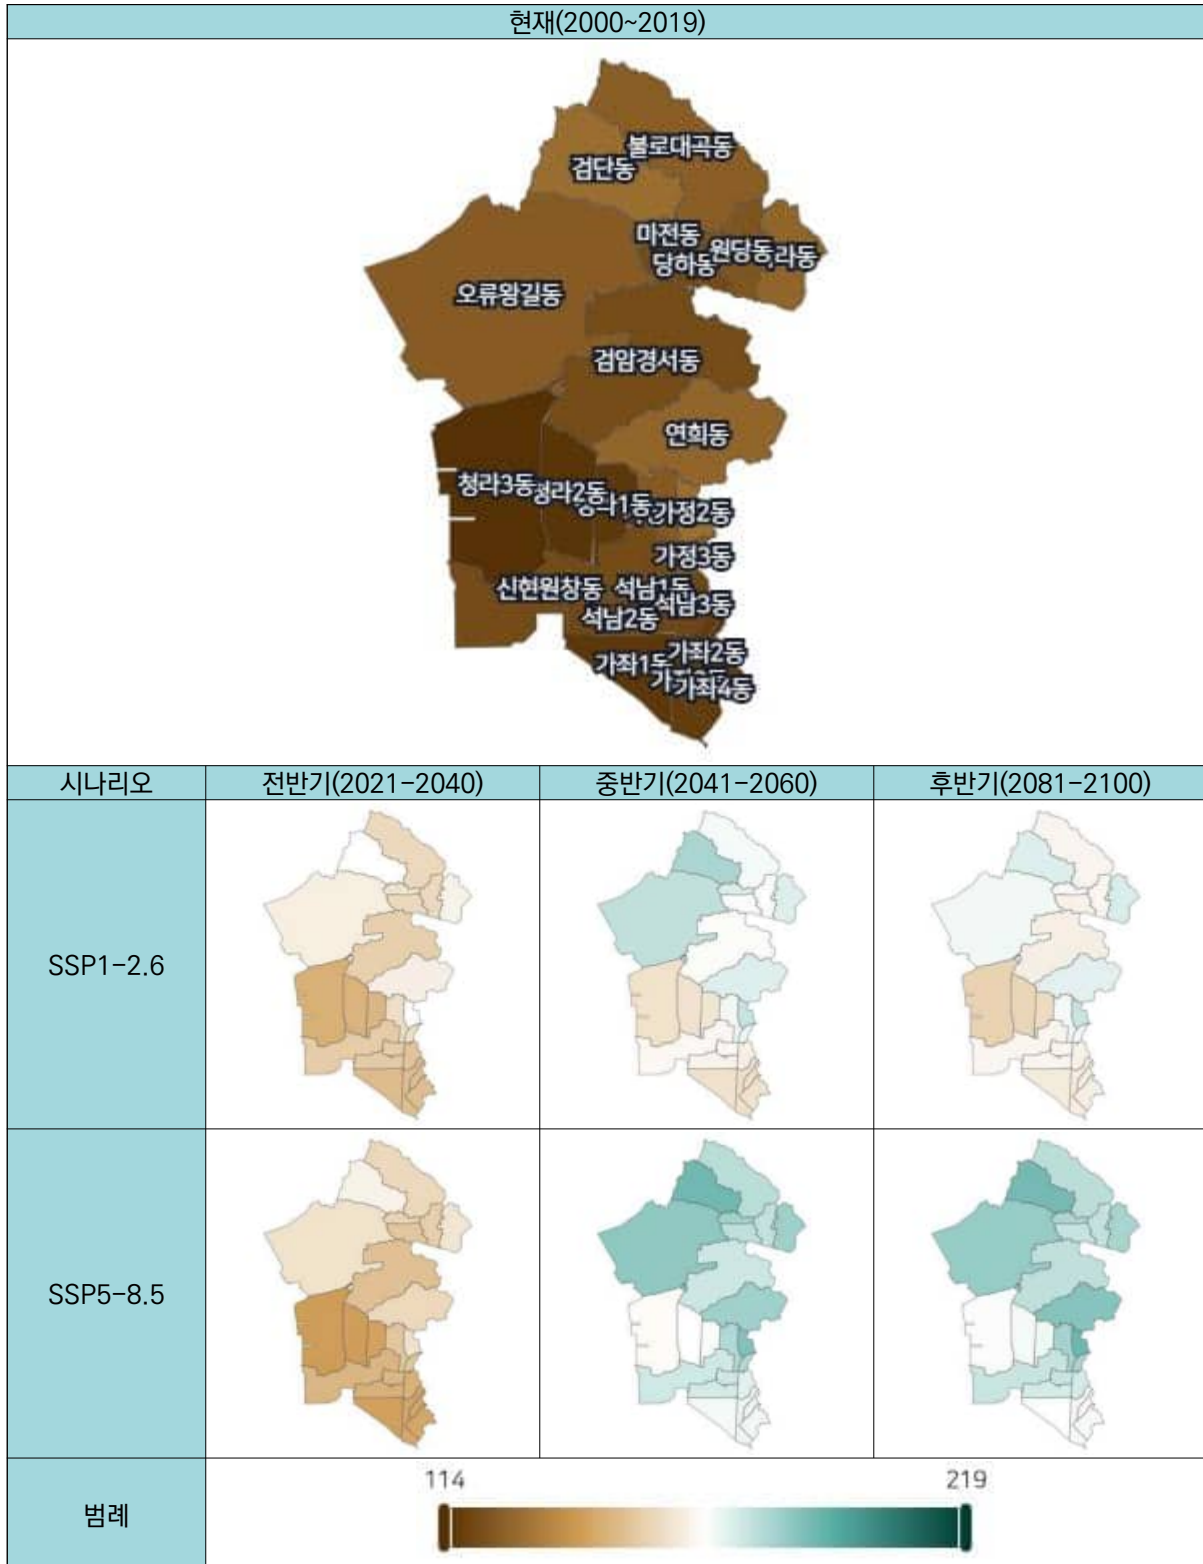 현재(2000~2019)
불로대곡동
검단동
마전동
원당동
당하동
라동
오류왕길동
검암경서동
연희동
청라3동
청라2동
라1동
가정2동
가정3동
신현원창동
석남1동
석남3동
석남2동
가좌2동
가좌1동
가좌4동
시나리오 전반기(2021-2040) 중반기(2041-2060) 후반기(2081-2100)
SSP1-2.6
SSP5-8.5
범례
114 219